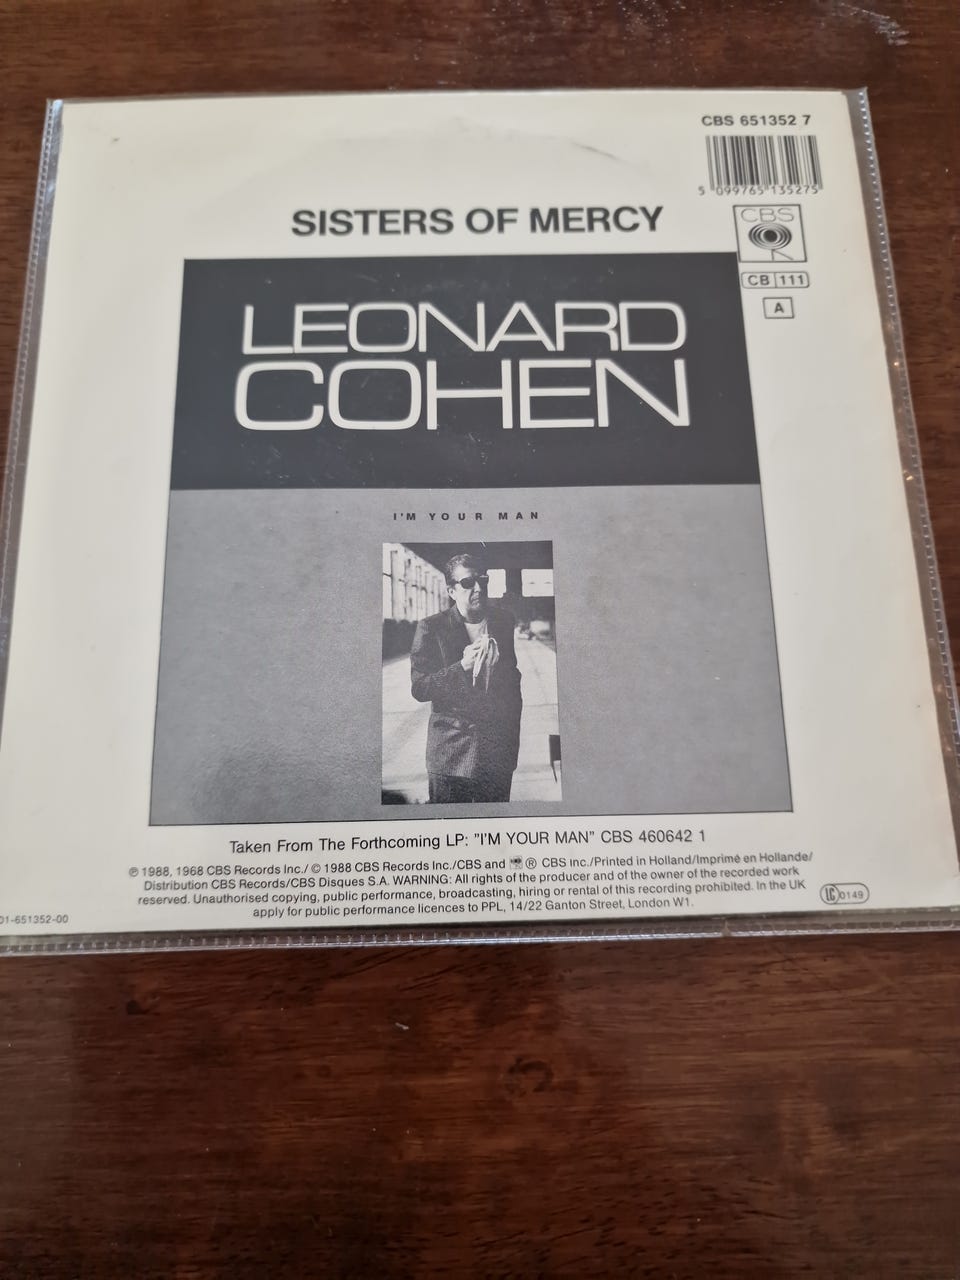 CBS 651352 7
5 099765 135275
SISTERS OF MERCY
CBS
CB 111
A
LEONARD
COHEN
I'M YOUR MAN
Taken From The Forthcoming LP: "I'M YOUR MAN" CBS 460642 1
℗ 1988, 1968 CBS Records Inc./ © 1988 CBS Records Inc./CBS and ® CBS Inc./Printed in Holland/Imprimé en Hollande/
Distribution CBS Records/CBS Disques S.A. WARNING: All rights of the producer and of the owner of the recorded work
reserved. Unauthorised copying, public performance, broadcasting, hiring or rental of this recording prohibited. In the UK
apply for public performance licences to PPL, 14/22 Ganton Street, London W1.
LC 0149
01-651352-00